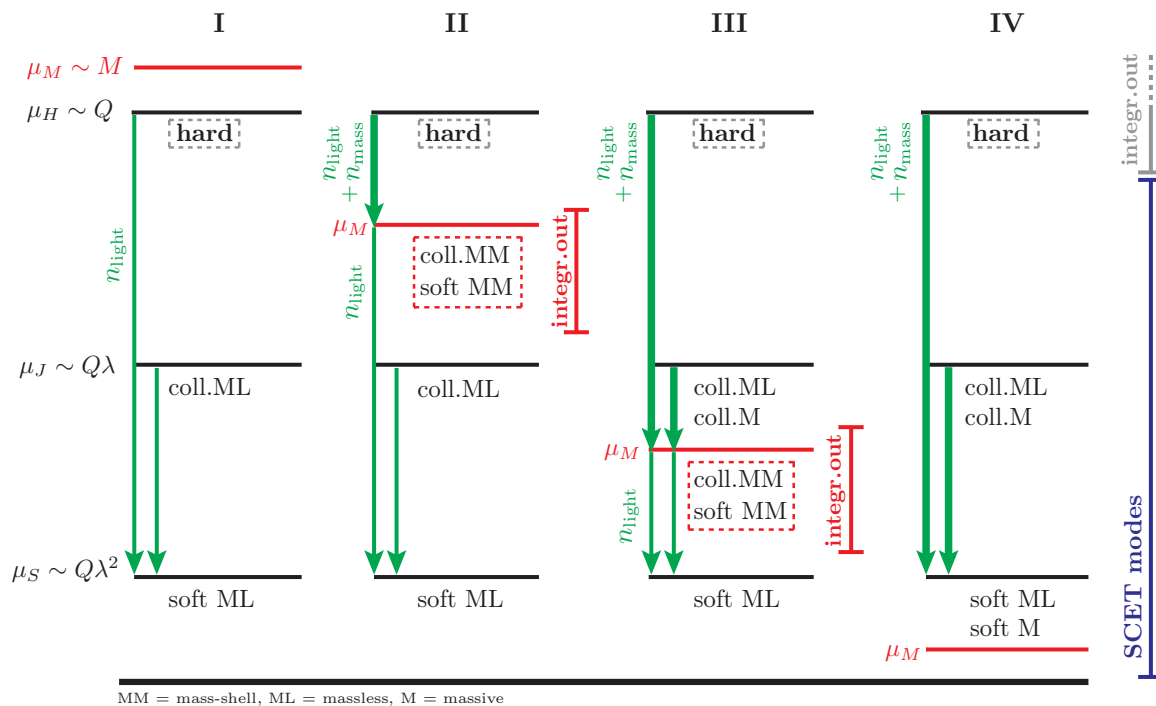 I II III IV
μ_M ∼ M
μ_H ∼ Q
hard hard hard hard
n_light
+ n_mass
n_light
+ n_mass
n_light
+ n_mass
integr.out
μ_M
n_light
n_light
coll.MM
soft MM
integr.out
μ_J ∼ Qλ
coll.ML coll.ML coll.ML coll.ML
coll.M coll.M
μ_M
n_light
coll.MM
soft MM
integr.out
μ_S ∼ Qλ²
soft ML soft ML soft ML soft ML
soft M
μ_M
SCET modes
MM = mass-shell, ML = massless, M = massive